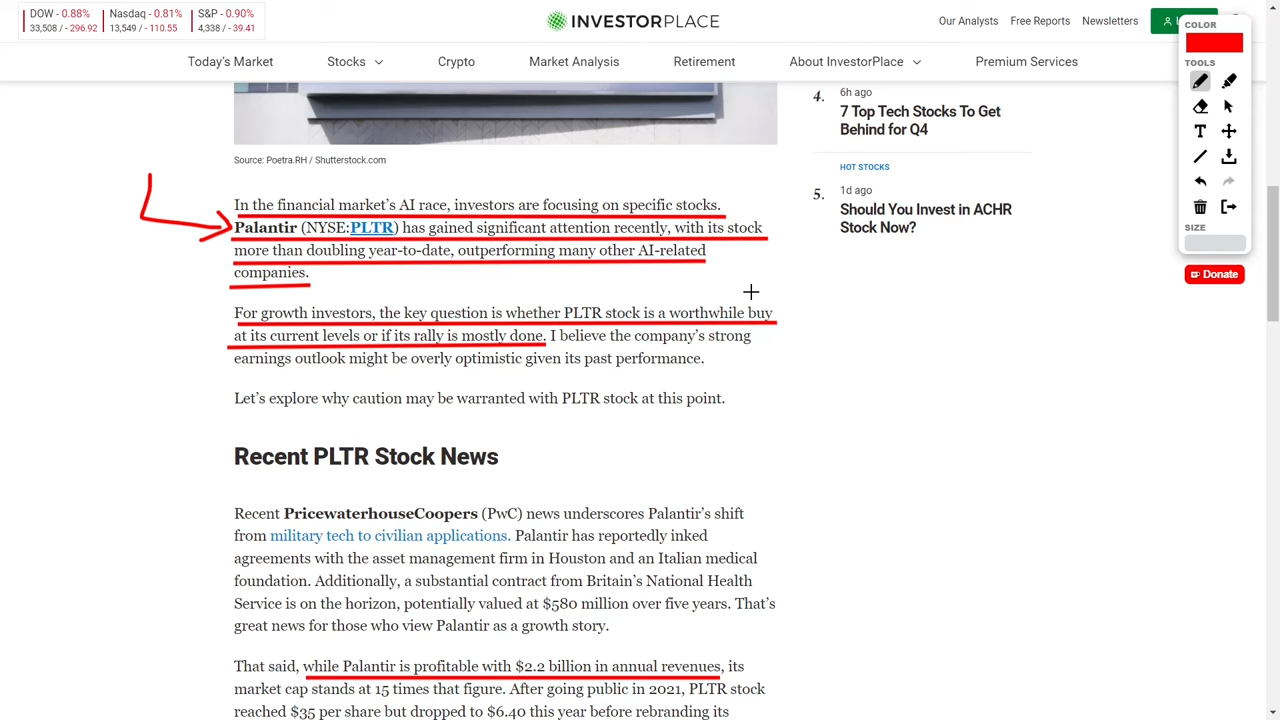 DOW - 0.88%
33,508 / - 296.92
Nasdaq - 0.81%
13,549 / - 110.55
S&P - 0.90%
4,338 / - 39.41
INVESTORPLACE
Our Analysts Free Reports Newsletters
Today's Market Stocks Crypto Market Analysis Retirement About InvestorPlace Premium Services
COLOR
TOOLS
SIZE
Donate
Source: Poetra.RH / Shutterstock.com
In the financial market's AI race, investors are focusing on specific stocks.
Palantir (NYSE:PLTR) has gained significant attention recently, with its stock
more than doubling year-to-date, outperforming many other AI-related
companies.
For growth investors, the key question is whether PLTR stock is a worthwhile buy
at its current levels or if its rally is mostly done. I believe the company's strong
earnings outlook might be overly optimistic given its past performance.
Let's explore why caution may be warranted with PLTR stock at this point.
Recent PLTR Stock News
Recent PricewaterhouseCoopers (PwC) news underscores Palantir's shift
from military tech to civilian applications. Palantir has reportedly inked
agreements with the asset management firm in Houston and an Italian medical
foundation. Additionally, a substantial contract from Britain's National Health
Service is on the horizon, potentially valued at $580 million over five years. That's
great news for those who view Palantir as a growth story.
That said, while Palantir is profitable with $2.2 billion in annual revenues, its
market cap stands at 15 times that figure. After going public in 2021, PLTR stock
reached $35 per share but dropped to $6.40 this year before rebranding its
4. 6h ago
7 Top Tech Stocks To Get
Behind for Q4
HOT STOCKS
5. 1d ago
Should You Invest in ACHR
Stock Now?